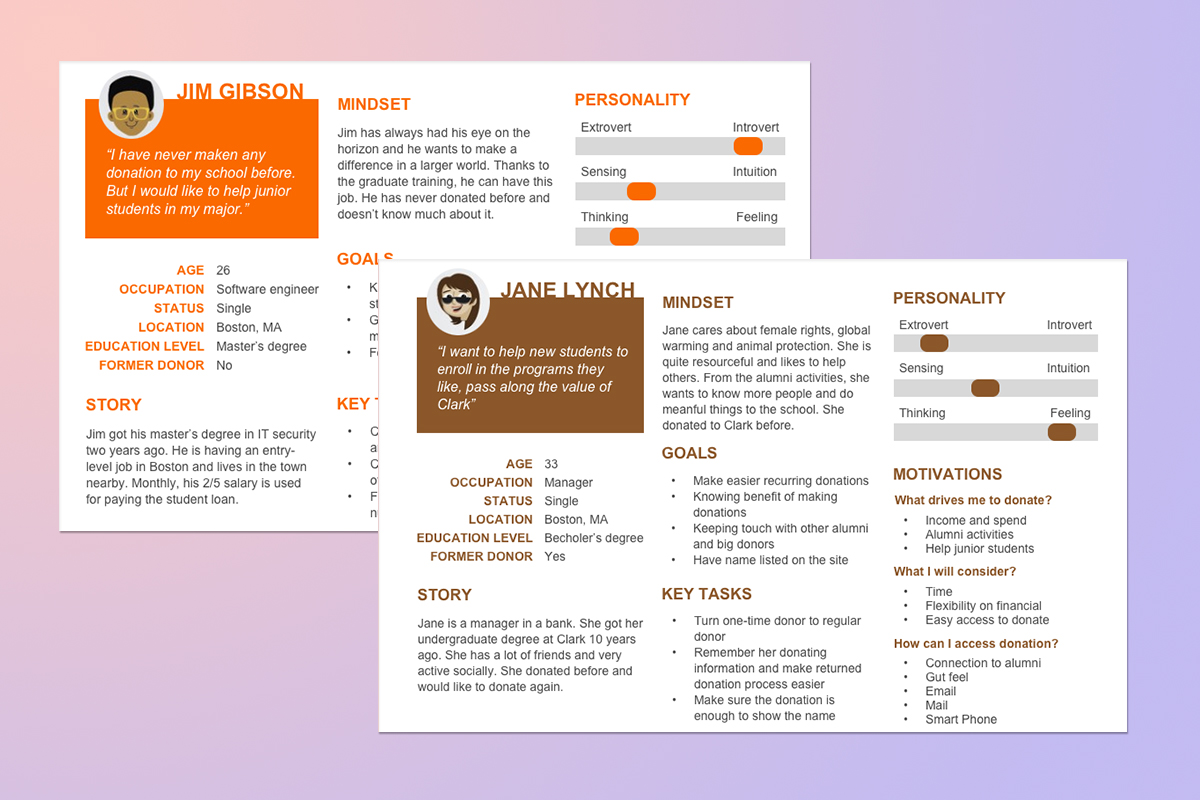 JIM GIBSON
“I have never maken any
donation to my school before.
But I would like to help junior
students in my major.”
AGE 26
OCCUPATION Software engineer
STATUS Single
LOCATION Boston, MA
EDUCATION LEVEL Master’s degree
FORMER DONOR No
STORY
Jim got his master’s degree in IT security
two years ago. He is having an entry-
level job in Boston and lives in the town
nearby. Monthly, his 2/5 salary is used
for paying the student loan.
MINDSET
Jim has always had his eye on the
horizon and he wants to make a
difference in a larger world. Thanks to
the graduate training, he can have this
job. He has never donated before and
doesn’t know much about it.
GOALS
KEY
PERSONALITY
Extrovert Introvert
Sensing Intuition
Thinking Feeling
JANE LYNCH
“I want to help new students to
enroll in the programs they
like, pass along the value of
Clark”
AGE 33
OCCUPATION Manager
STATUS Single
LOCATION Boston, MA
EDUCATION LEVEL Becholer’s degree
FORMER DONOR Yes
STORY
Jane is a manager in a bank. She got her
undergraduate degree at Clark 10 years
ago. She has a lot of friends and very
active socially. She donated before and
would like to donate again.
MINDSET
Jane cares about female rights, global
warming and animal protection. She is
quite resourceful and likes to help
others. From the alumni activities, she
wants to know more people and do
meanful things to the school. She
donated to Clark before.
GOALS
• Make easier recurring donations
• Knowing benefit of making
donations
• Keeping touch with other alumni
and big donors
• Have name listed on the site
KEY TASKS
• Turn one-time donor to regular
donor
• Remember her donating
information and make returned
donation process easier
• Make sure the donation is
enough to show the name
PERSONALITY
Extrovert Introvert
Sensing Intuition
Thinking Feeling
MOTIVATIONS
What drives me to donate?
• Income and spend
• Alumni activities
• Help junior students
What I will consider?
• Time
• Flexibility on financial
• Easy access to donate
How can I access donation?
• Connection to alumni
• Gut feel
• Email
• Mail
• Smart Phone